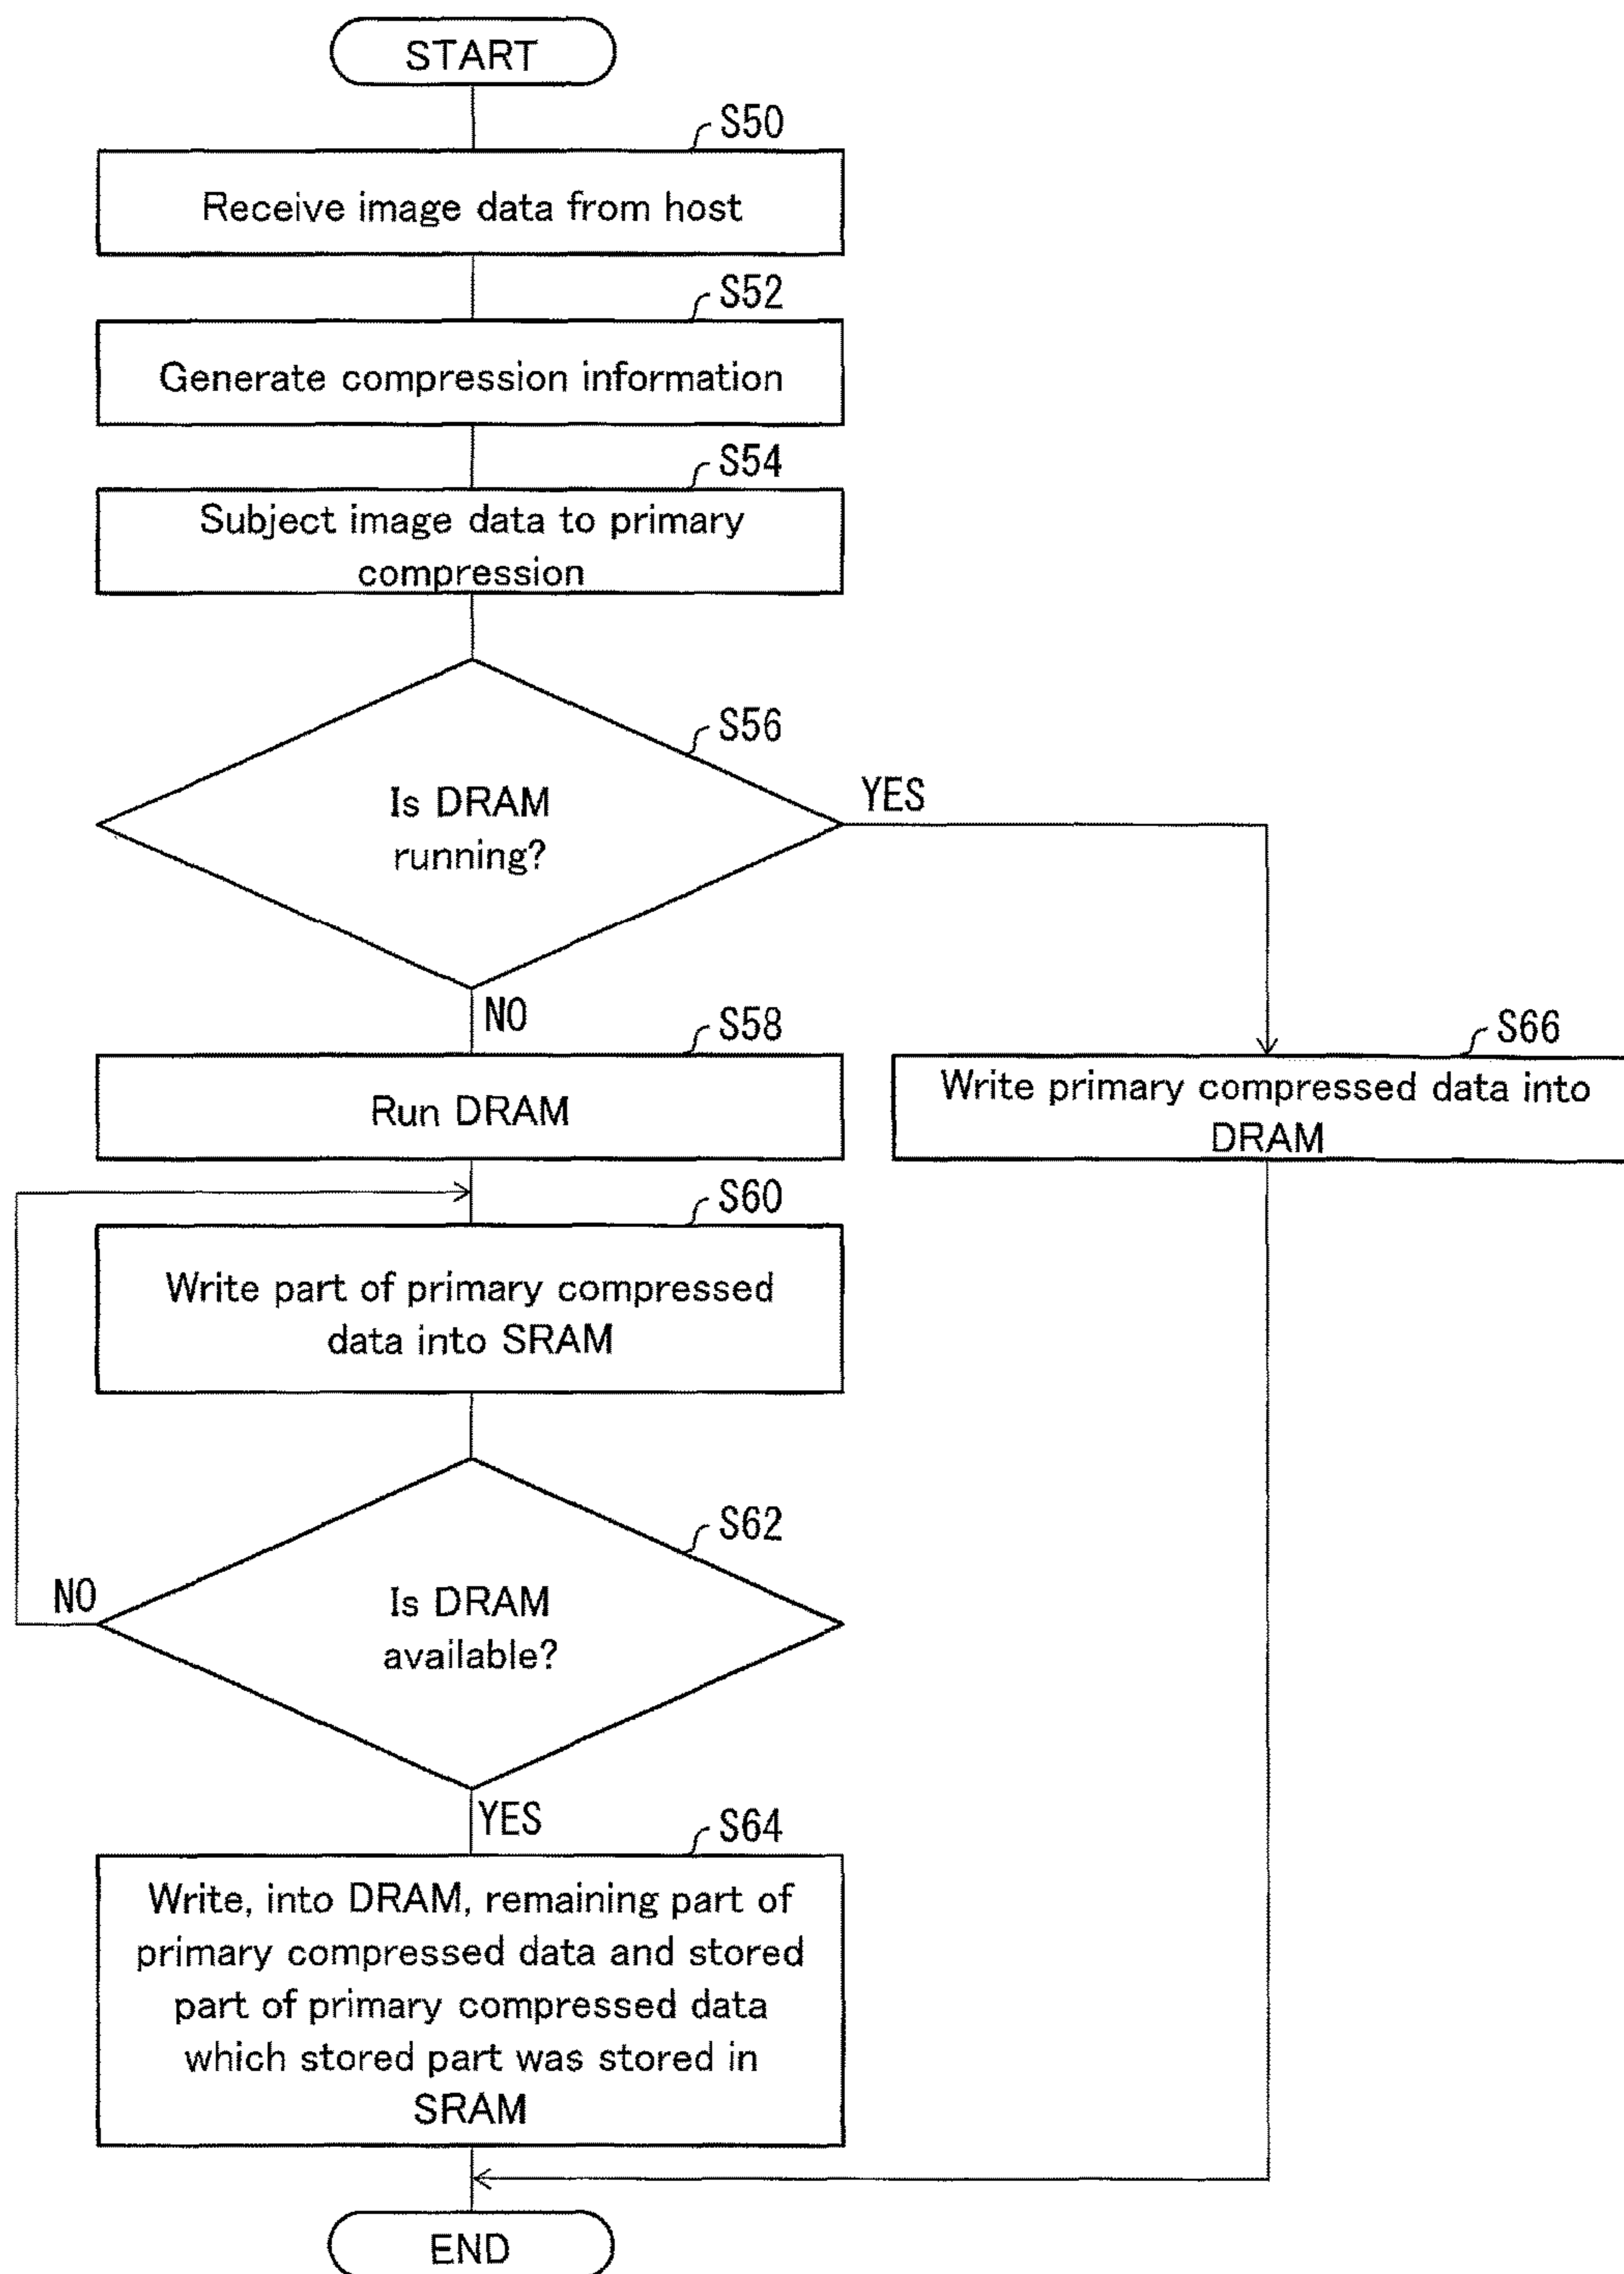 START
S50
Receive image data from host
S52
Generate compression information
S54
Subject image data to primary
compression
S56
Is DRAM
running?
YES
NO
S58
Run DRAM
S66
Write primary compressed data into
DRAM
S60
Write part of primary compressed
data into SRAM
S62
Is DRAM
available?
NO
YES
S64
Write, into DRAM, remaining part of
primary compressed data and stored
part of primary compressed data
which stored part was stored in
SRAM
END